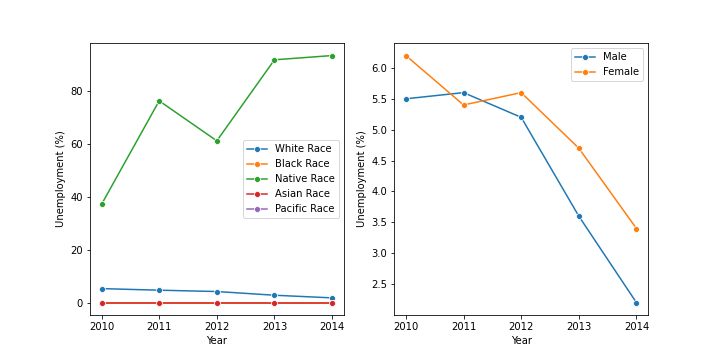 80
60
40
20
0
Unemployment (%)
White Race
Black Race
Native Race
Asian Race
Pacific Race
2010 2011 2012 2013 2014
Year
6.0
5.5
5.0
4.5
4.0
3.5
3.0
2.5
Unemployment (%)
Male
Female
2010 2011 2012 2013 2014
Year